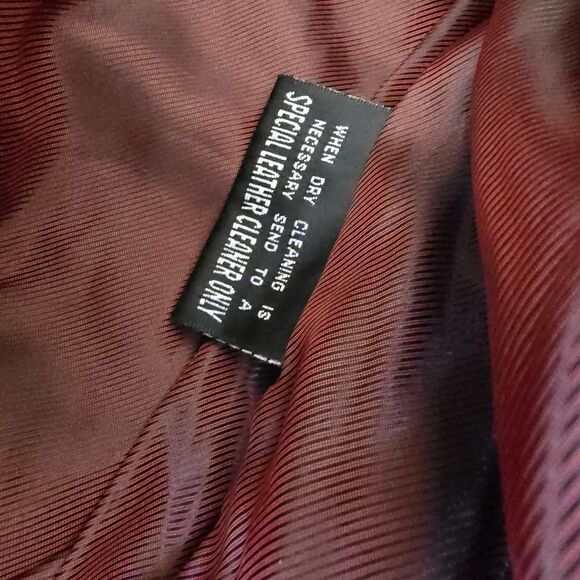 WHEN DRY CLEANING IS
NECESSARY SEND TO A
SPECIAL LEATHER CLEANER ONLY